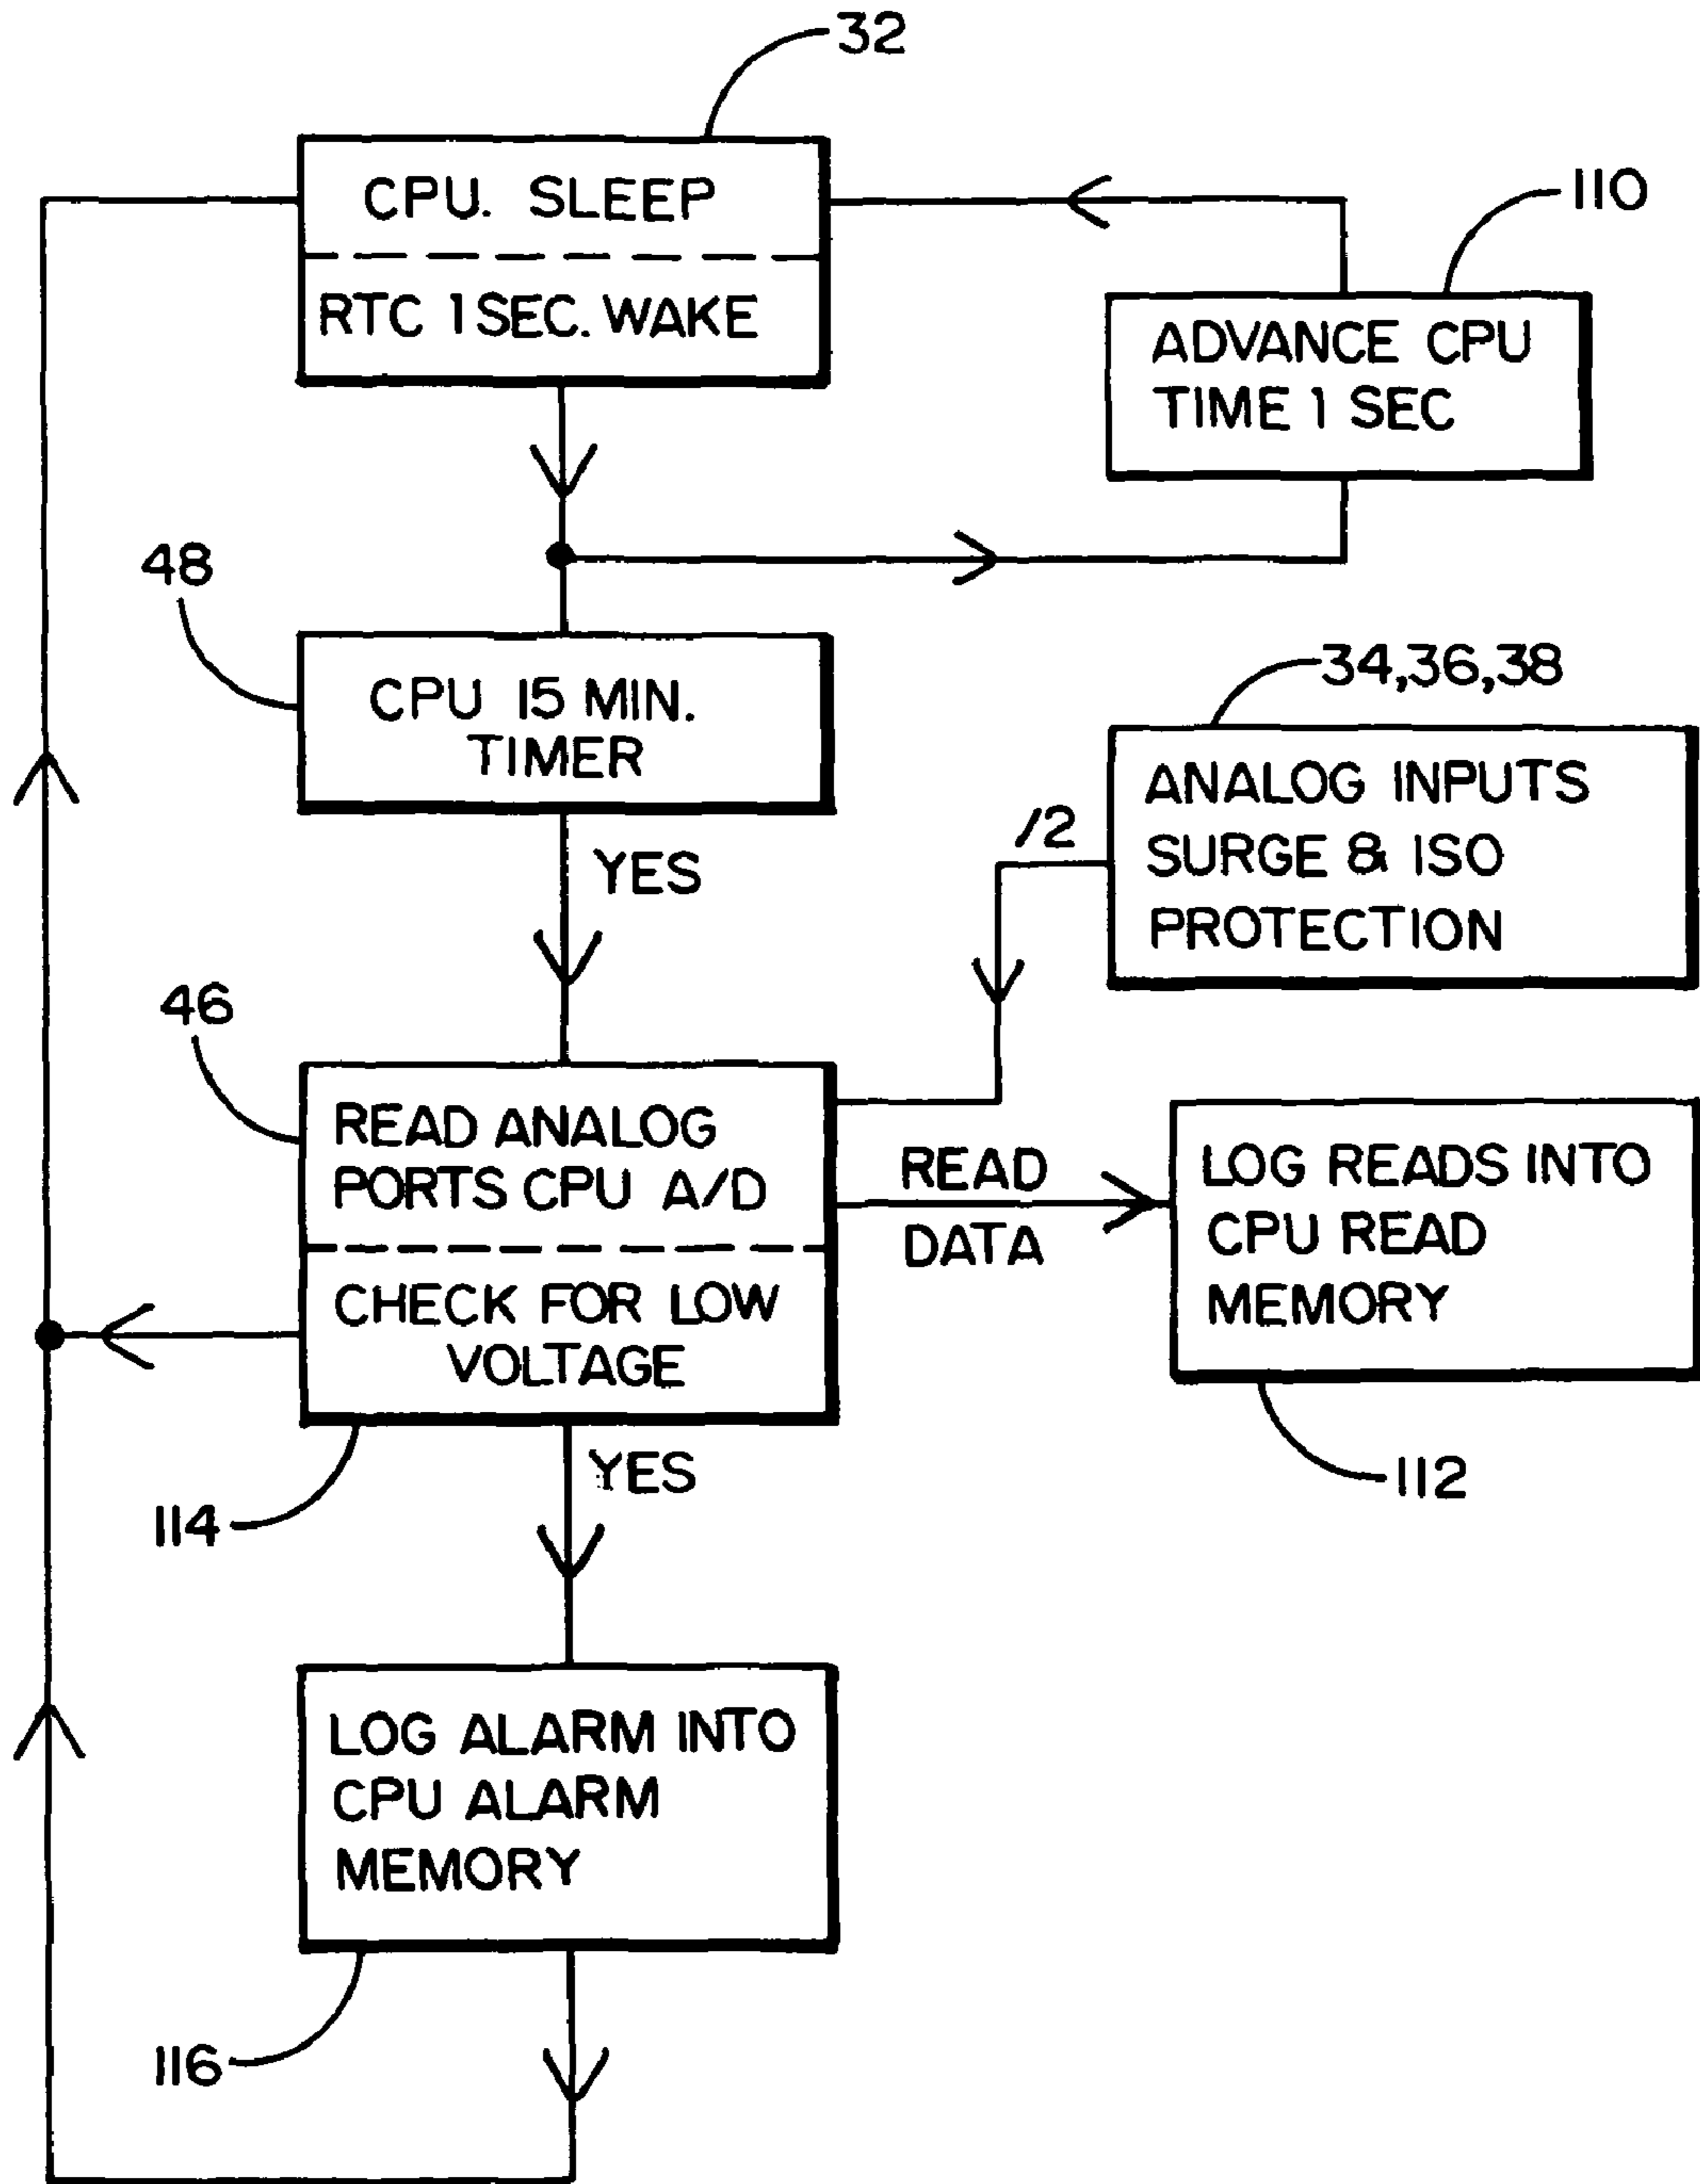 32
CPU. SLEEP
RTC 1 SEC. WAKE
110
ADVANCE CPU
TIME 1 SEC
48
CPU 15 MIN.
TIMER
34,36,38
ANALOG INPUTS
SURGE & ISO
PROTECTION
/2
YES
46
READ ANALOG
PORTS CPU A/D
CHECK FOR LOW
VOLTAGE
READ
DATA
LOG READS INTO
CPU READ
MEMORY
112
114
YES
LOG ALARM INTO
CPU ALARM
MEMORY
116